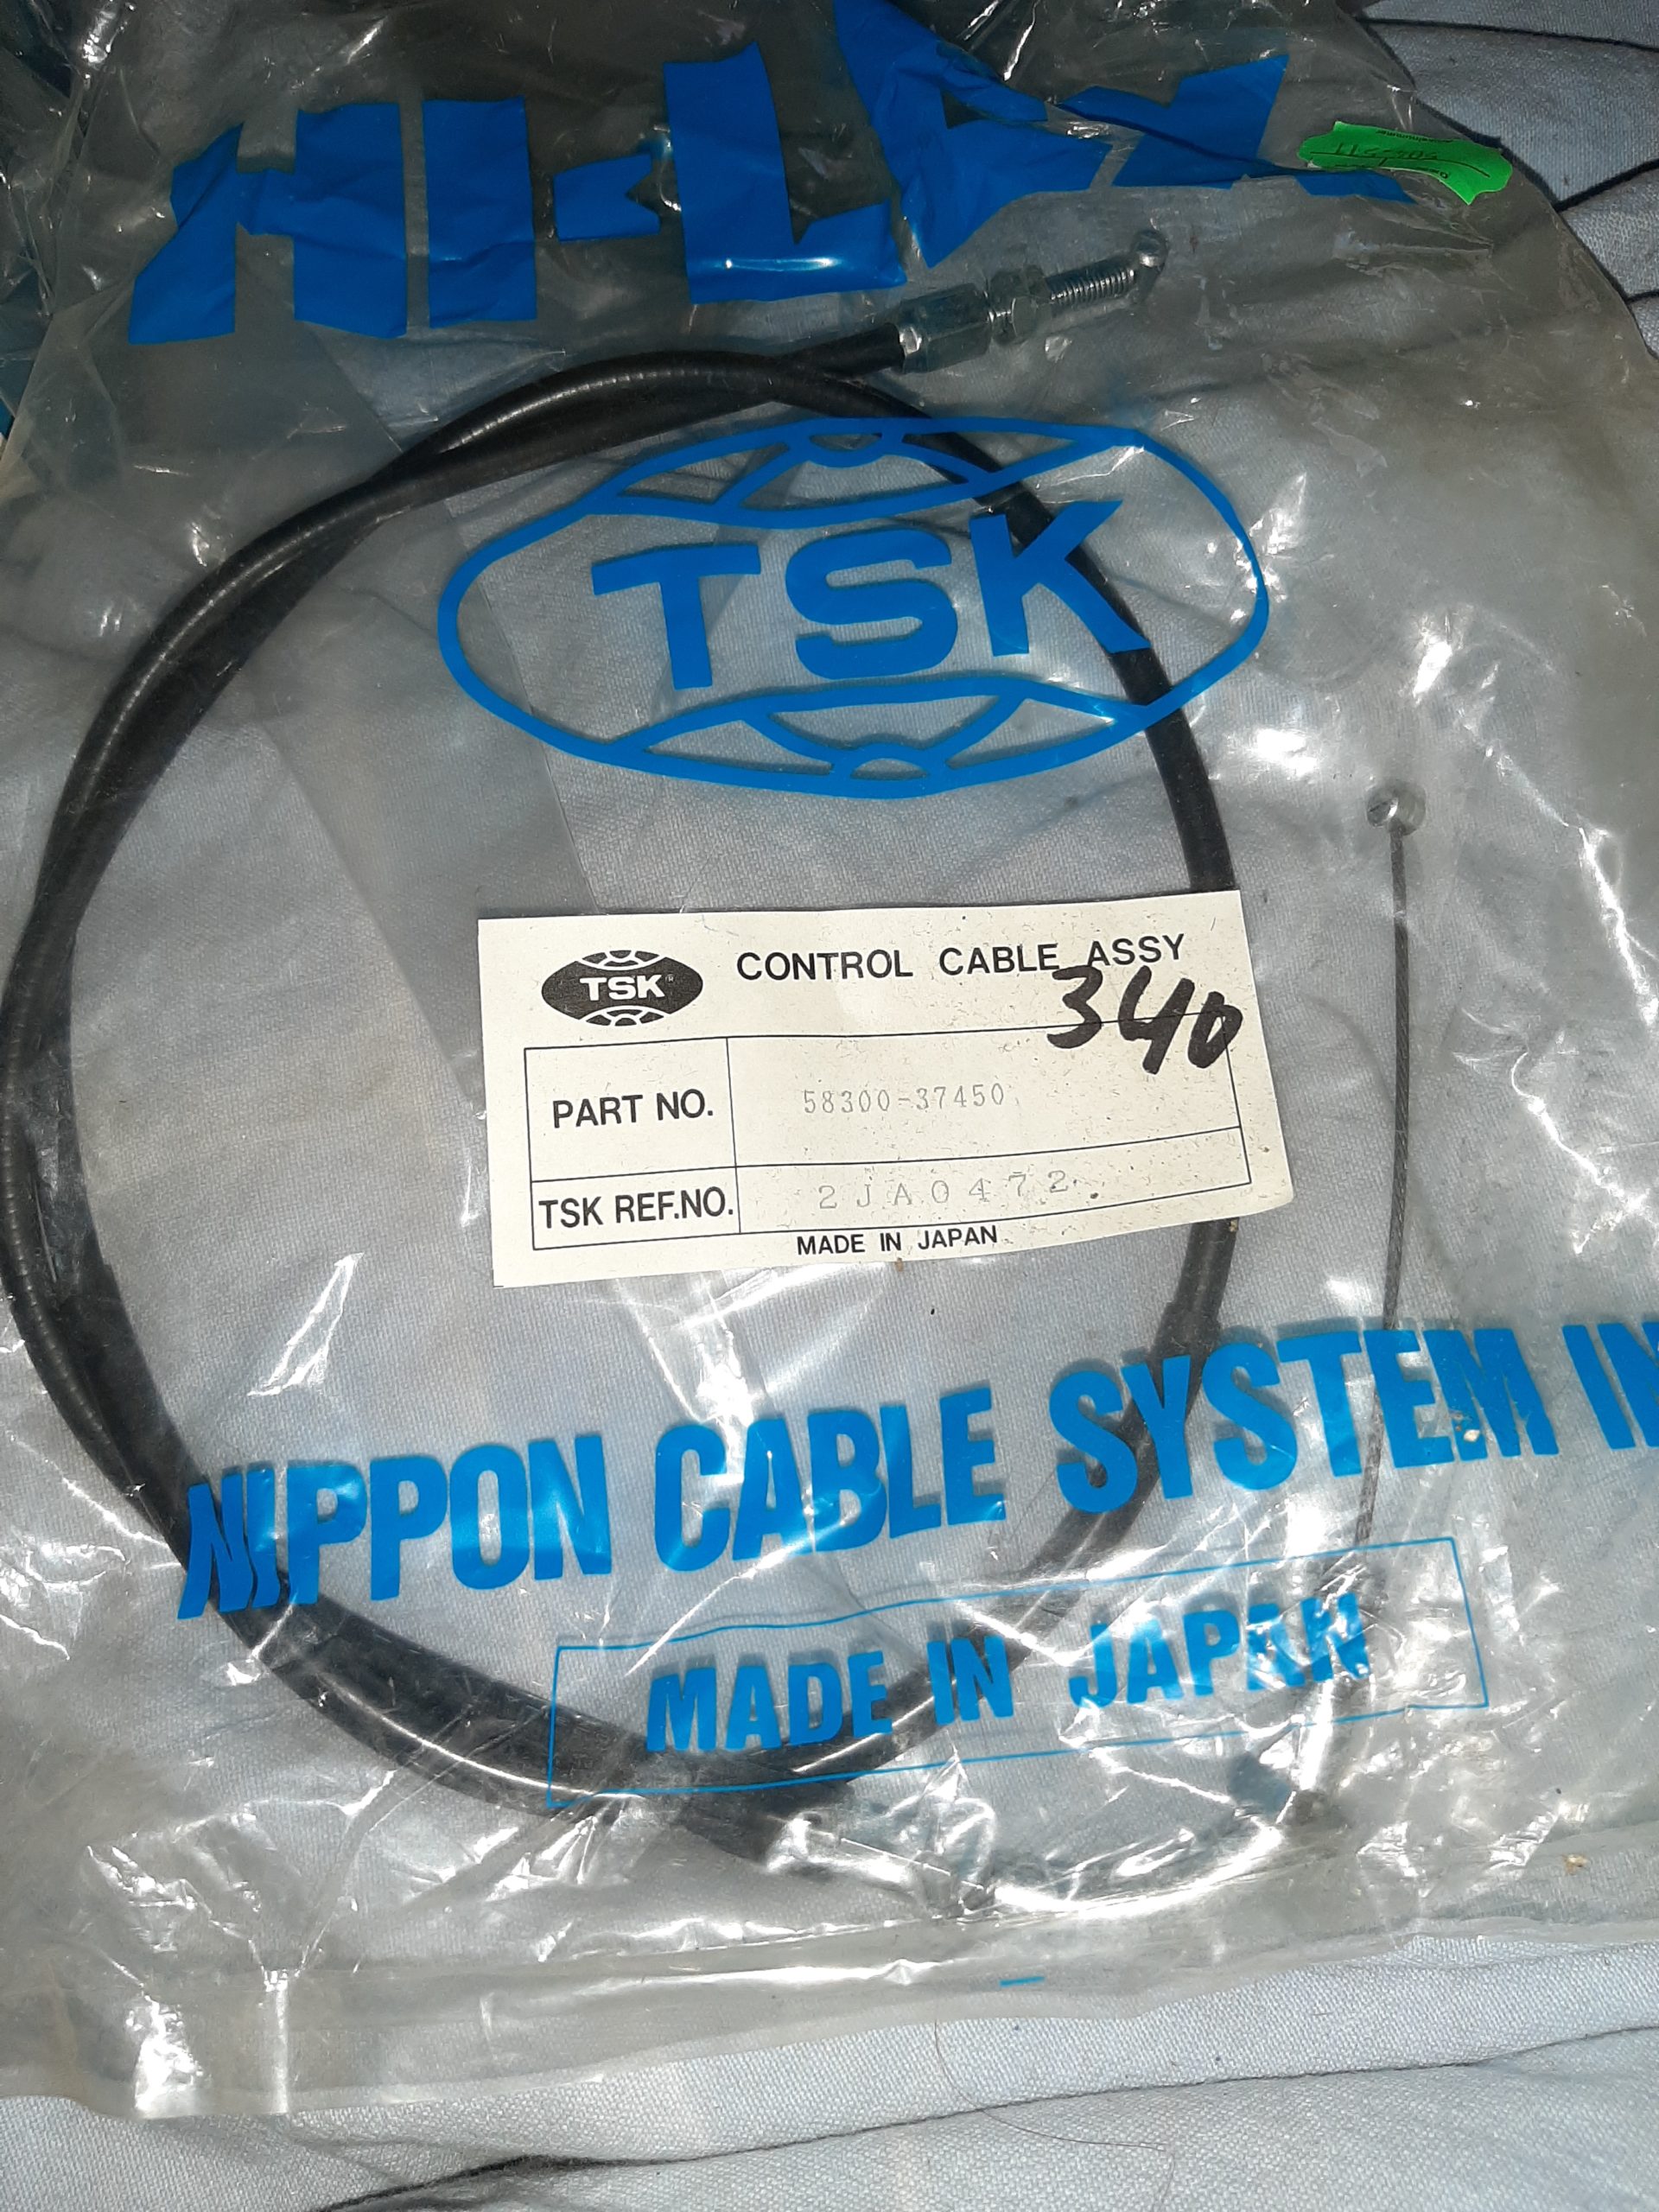 HI-LEX
TSK
TSK
CONTROL CABLE ASSY
340
PART NO. 58300-37450
TSK REF.NO. 2JA0472
MADE IN JAPAN
NIPPON CABLE SYSTEM IN
MADE IN JAPAN